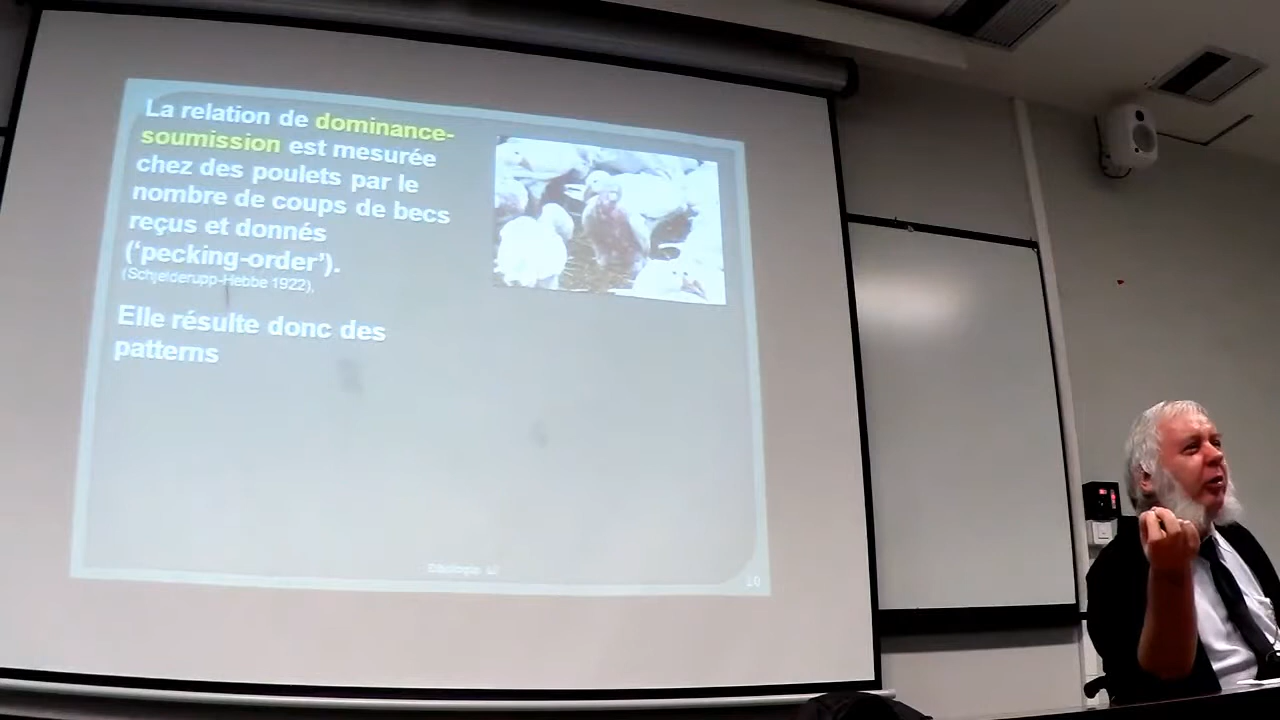 La relation de dominance-
soumission est mesurée
chez des poulets par le
nombre de coups de becs
reçus et donnés
(‘pecking-order’).
(Schjelderupp-Hebbe 1922),
Elle résulte donc des
patterns
10